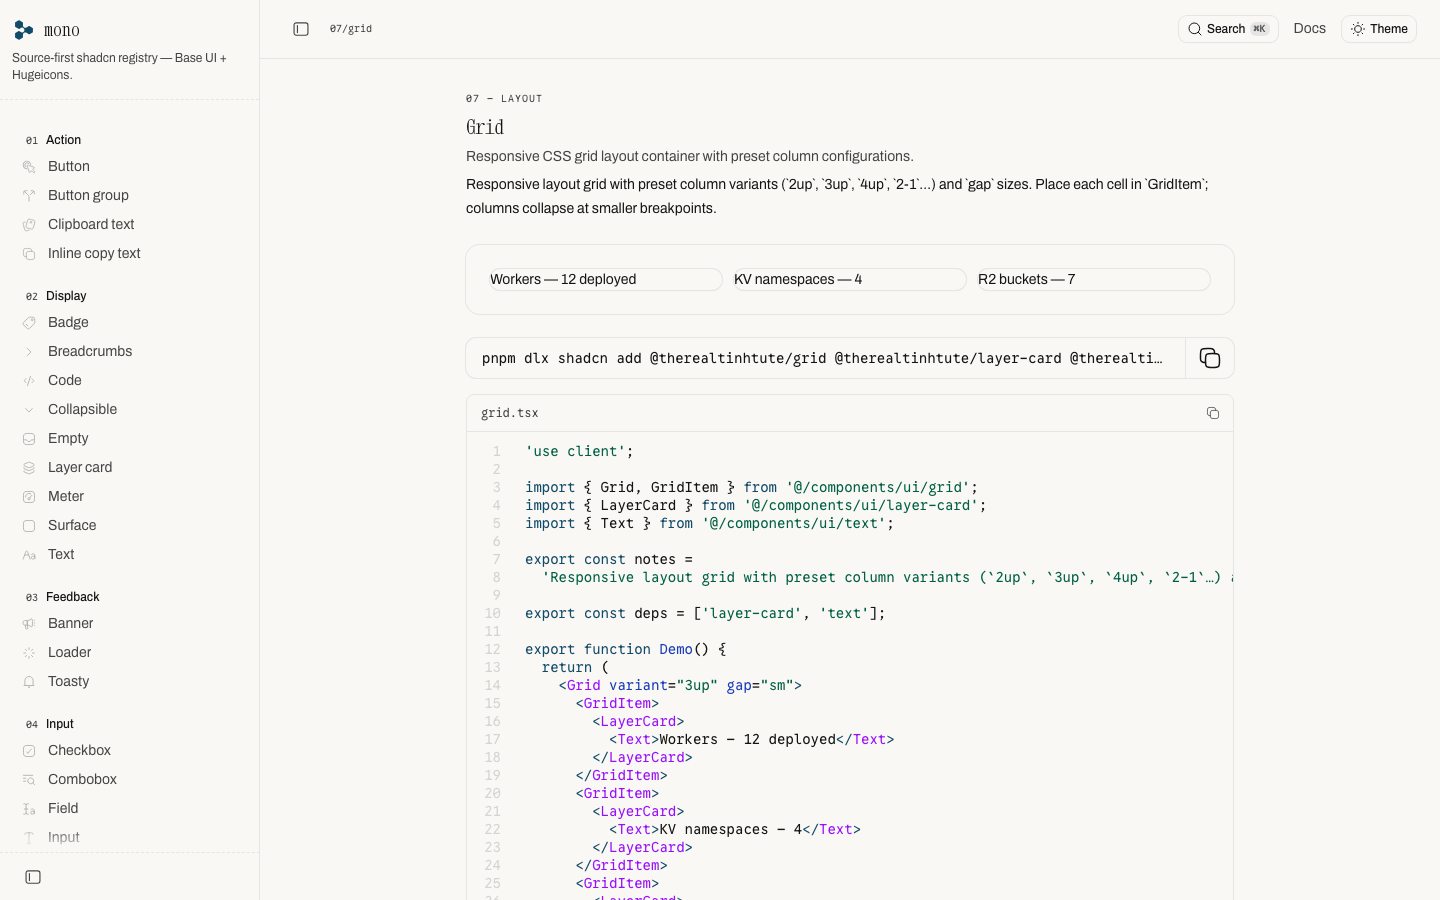 mono
Source-first shadcn registry — Base UI +
Hugeicons.
01 Action
Button
Button group
Clipboard text
Inline copy text
02 Display
Badge
Breadcrumbs
Code
Collapsible
Empty
Layer card
Meter
Surface
Text
03 Feedback
Banner
Loader
Toasty
04 Input
Checkbox
Combobox
Field
Input
07/grid
Search ⌘K
Docs
Theme
07 — LAYOUT
Grid
Responsive CSS grid layout container with preset column configurations.
Responsive layout grid with preset column variants (`2up`, `3up`, `4up`, `2-1`…) and `gap` sizes. Place each cell in `GridItem`;
columns collapse at smaller breakpoints.
Workers — 12 deployed
KV namespaces — 4
R2 buckets — 7
pnpm dlx shadcn add @therealtinhtute/grid @therealtinhtute/layer-card @therealti…
grid.tsx
1 'use client';
2
3 import { Grid, GridItem } from '@/components/ui/grid';
4 import { LayerCard } from '@/components/ui/layer-card';
5 import { Text } from '@/components/ui/text';
6
7 export const notes =
8 'Responsive layout grid with preset column variants (`2up`, `3up`, `4up`, `2-1`…)
9
10 export const deps = ['layer-card', 'text'];
11
12 export function Demo() {
13 return (
14 <Grid variant="3up" gap="sm">
15 <GridItem>
16 <LayerCard>
17 <Text>Workers — 12 deployed</Text>
18 </LayerCard>
19 </GridItem>
20 <GridItem>
21 <LayerCard>
22 <Text>KV namespaces — 4</Text>
23 </LayerCard>
24 </GridItem>
25 <GridItem>